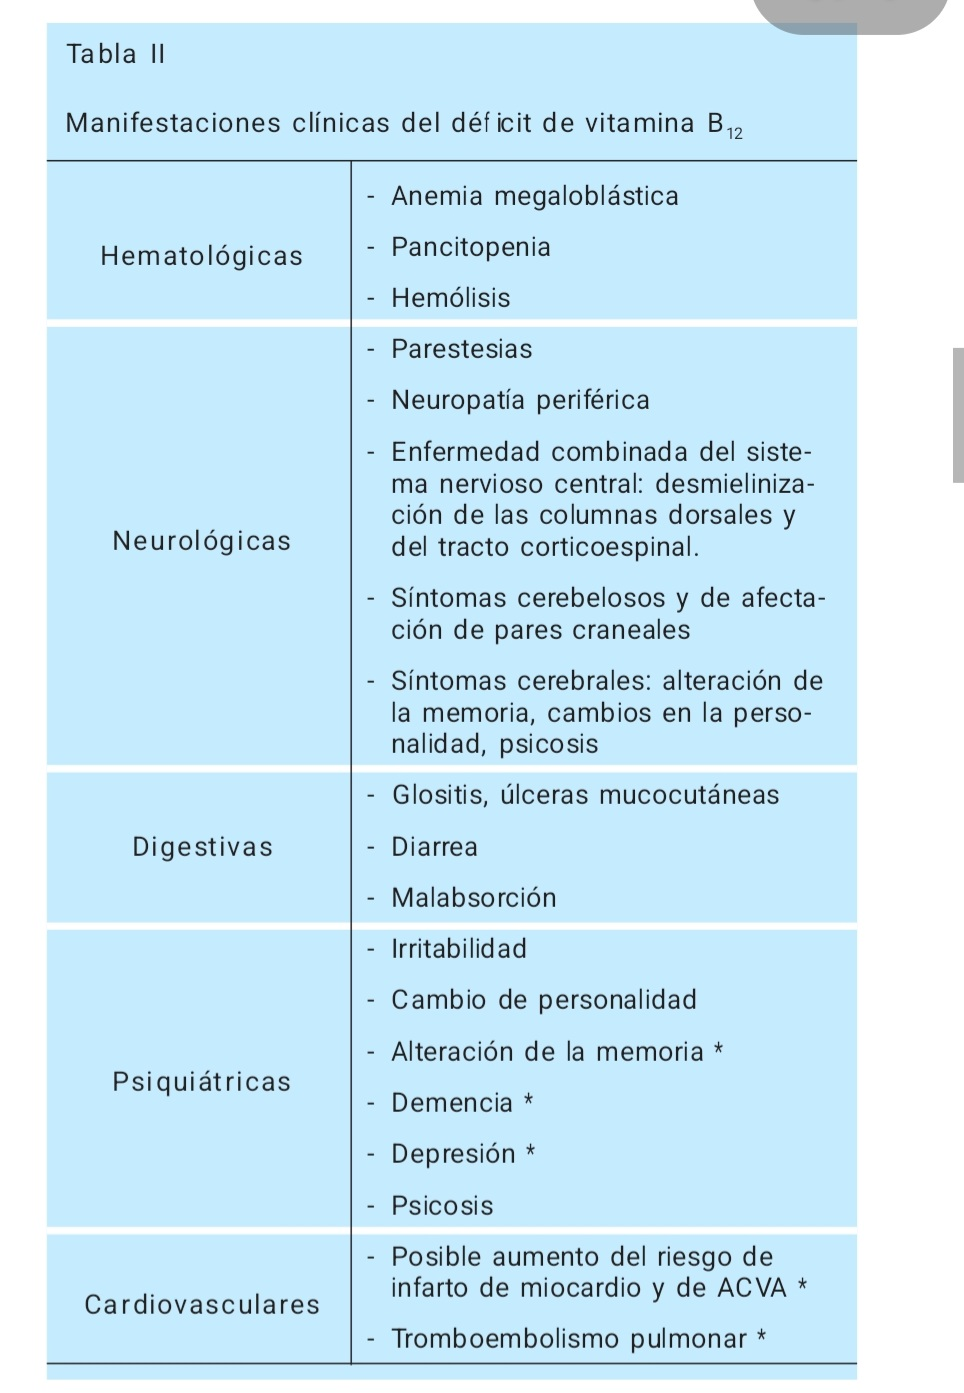 Tabla II
Manifestaciones clínicas del déficit de vitamina B12
Hematológicas
- Anemia megaloblástica
- Pancitopenia
- Hemólisis
Neurológicas
- Parestesias
- Neuropatía periférica
- Enfermedad combinada del siste-
ma nervioso central: desmieliniza-
ción de las columnas dorsales y
del tracto corticoespinal.
- Síntomas cerebelosos y de afecta-
ción de pares craneales
- Síntomas cerebrales: alteración de
la memoria, cambios en la perso-
nalidad, psicosis
Digestivas
- Glositis, úlceras mucocutáneas
- Diarrea
- Malabsorción
Psiquiátricas
- Irritabilidad
- Cambio de personalidad
- Alteración de la memoria *
- Demencia *
- Depresión *
- Psicosis
Cardiovasculares
- Posible aumento del riesgo de
infarto de miocardio y de ACVA *
- Tromboembolismo pulmonar *